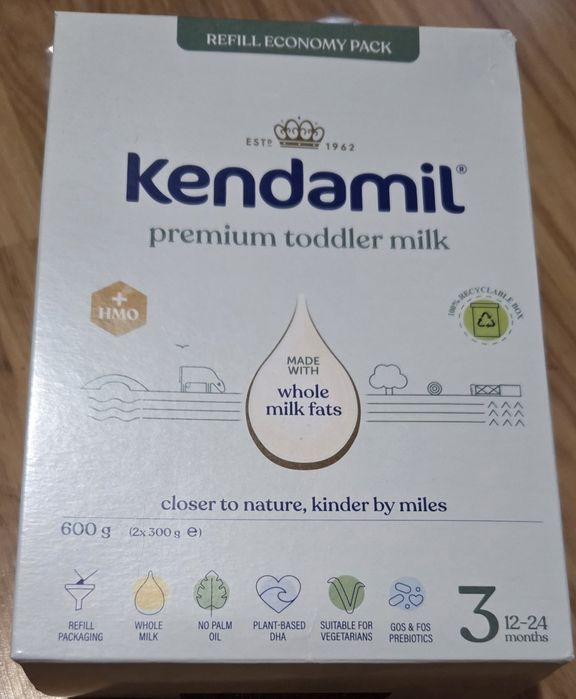 REFILL ECONOMY PACK
ESTD 1962
Kendamil®
premium toddler milk
+
HMO
100% RECYCLABLE BOX
MADE
WITH
whole
milk fats
closer to nature, kinder by miles
600 g (2x300 g ℮)
REFILL
PACKAGING
WHOLE
MILK
NO PALM
OIL
PLANT-BASED
DHA
SUITABLE FOR
VEGETARIANS
GOS & FOS
PREBIOTICS
3
12-24
months